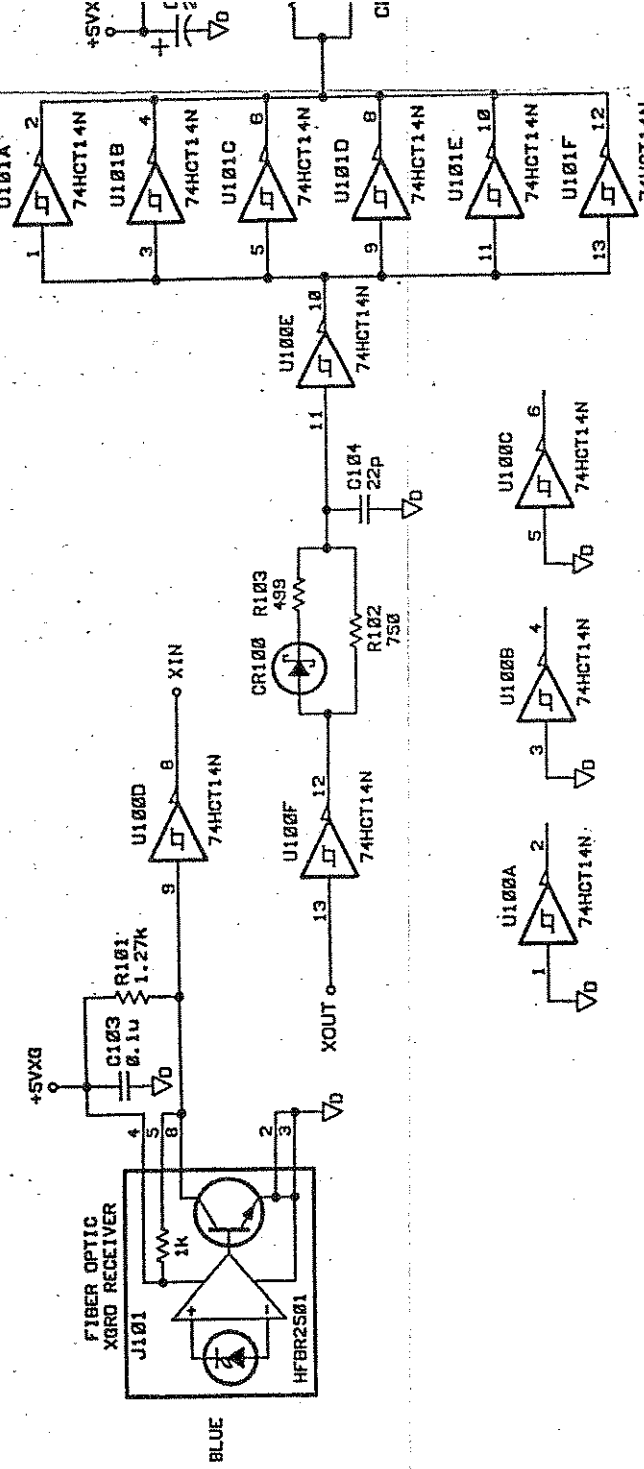 FIBER OPTIC
XGRD RECEIVER
J101
1k
HFBR2501
BLUE
4
5
8
2
3
D
+5VXG
C103
0.1u
D
R101
1.27k
9
U100D
8
74HCT14N
XIN
XOUT
13
U100F
12
74HCT14N
CR100
R103
499
R102
750
C104
22p
D
11
U100E
10
74HCT14N
1
U101A
2
74HCT14N
3
U101B
4
74HCT14N
5
U101C
6
74HCT14N
9
U101D
8
74HCT14N
11
U101E
10
74HCT14N
13
U101F
12
74HCT14N
+5VX
+
D
D
1
U100A
2
74HCT14N
D
3
U100B
4
74HCT14N
D
5
U100C
6
74HCT14N